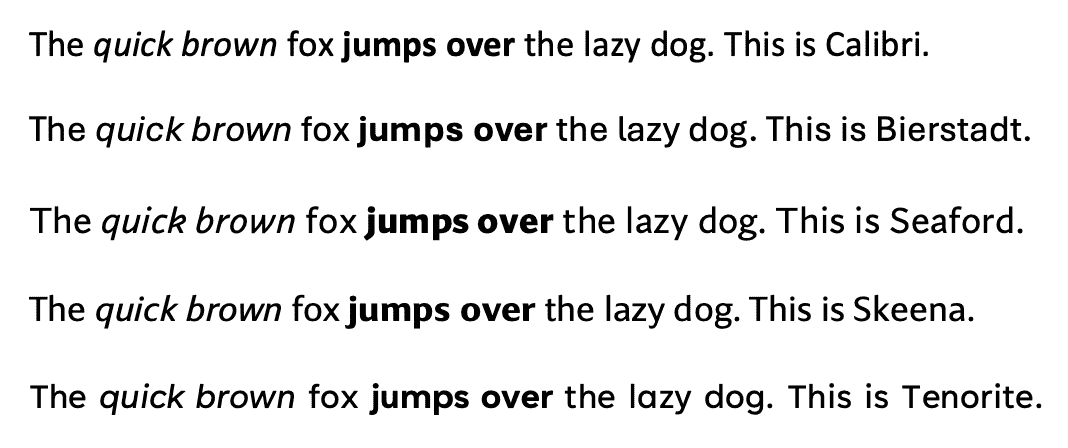 The quick brown fox jumps over the lazy dog. This is Calibri.
The quick brown fox jumps over the lazy dog. This is Bierstadt.
The quick brown fox jumps over the lazy dog. This is Seaford.
The quick brown fox jumps over the lazy dog. This is Skeena.
The quick brown fox jumps over the lazy dog. This is Tenorite.